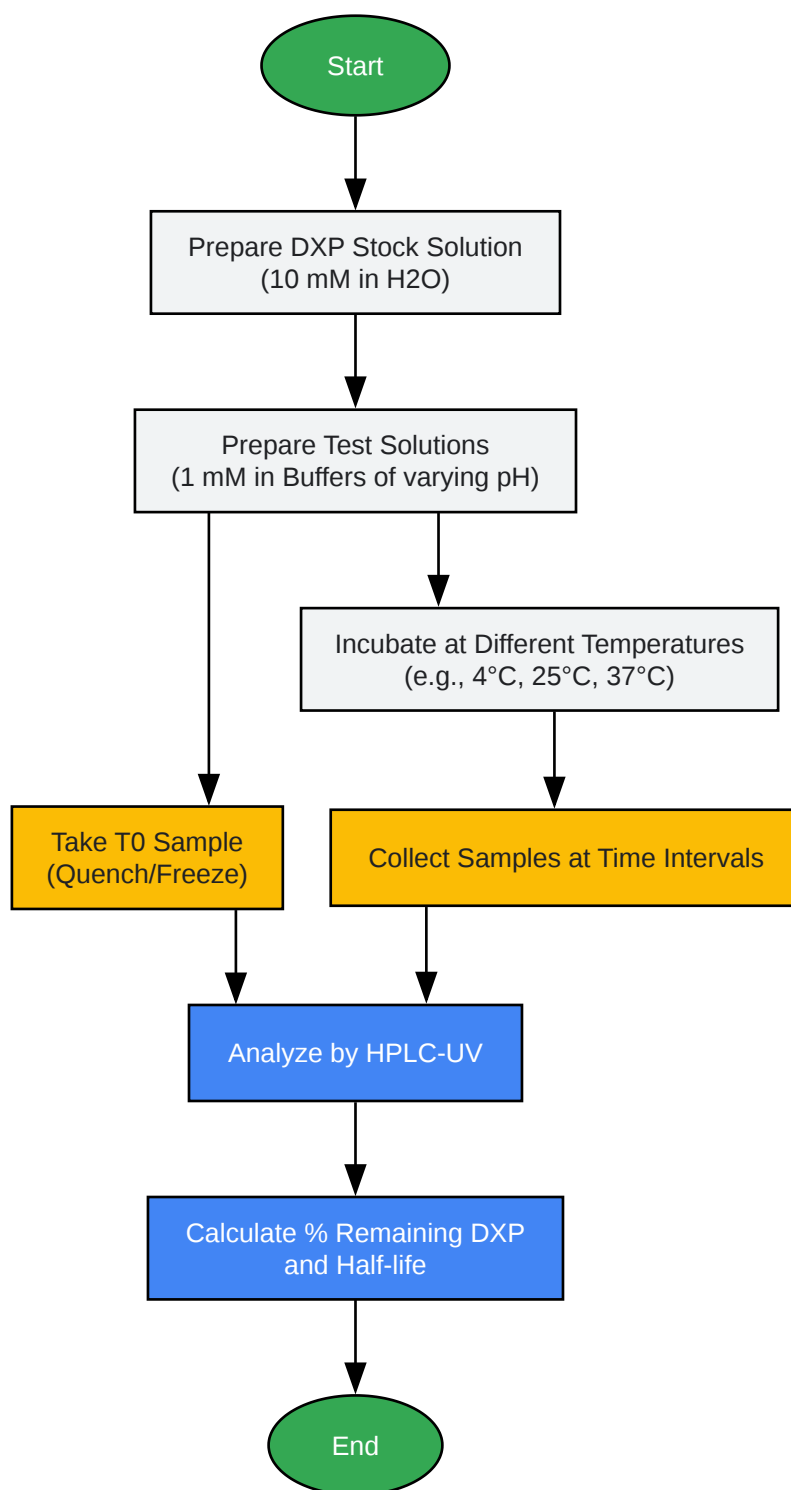 Start
Prepare DXP Stock Solution
(10 mM in H2O)
Prepare Test Solutions
(1 mM in Buffers of varying pH)
Incubate at Different Temperatures
(e.g., 4°C, 25°C, 37°C)
Take T0 Sample
(Quench/Freeze)
Collect Samples at Time Intervals
Analyze by HPLC-UV
Calculate % Remaining DXP
and Half-life
End